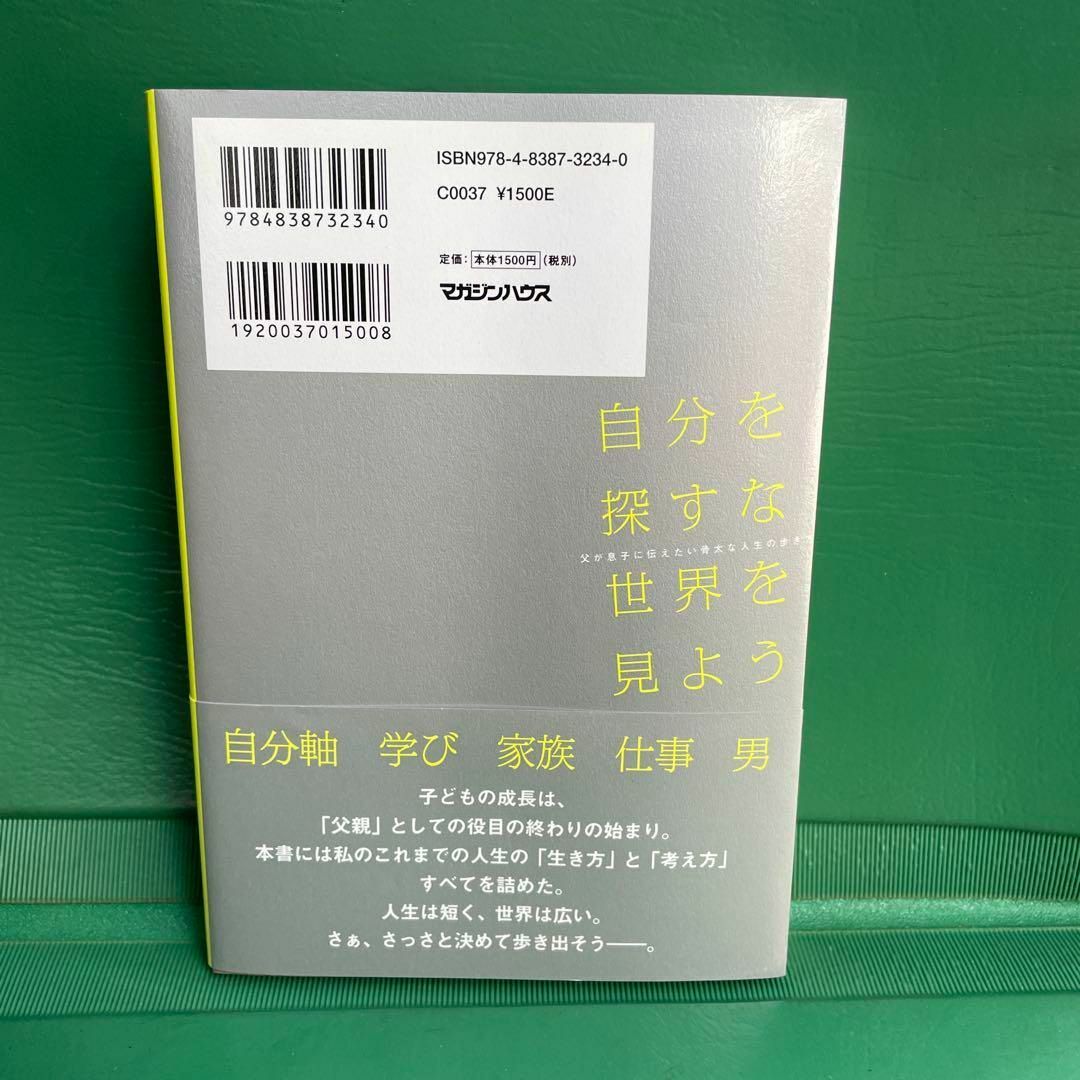 ISBN978-4-8387-3234-0
C0037 ¥1500E
9784838732340
定価：本体1500円（税別）
マガジンハウス
1920037015008
自分を
探すな
父が息子に伝えたい骨太な人生の歩き
世界を
見よう
自分軸 学び 家族 仕事 男
子どもの成長は、
「父親」としての役目の終わりの始まり。
本書には私のこれまでの人生の「生き方」と「考え方」
すべてを詰めた。
人生は短く、世界は広い。
さぁ、さっさと決めて歩き出そう――。